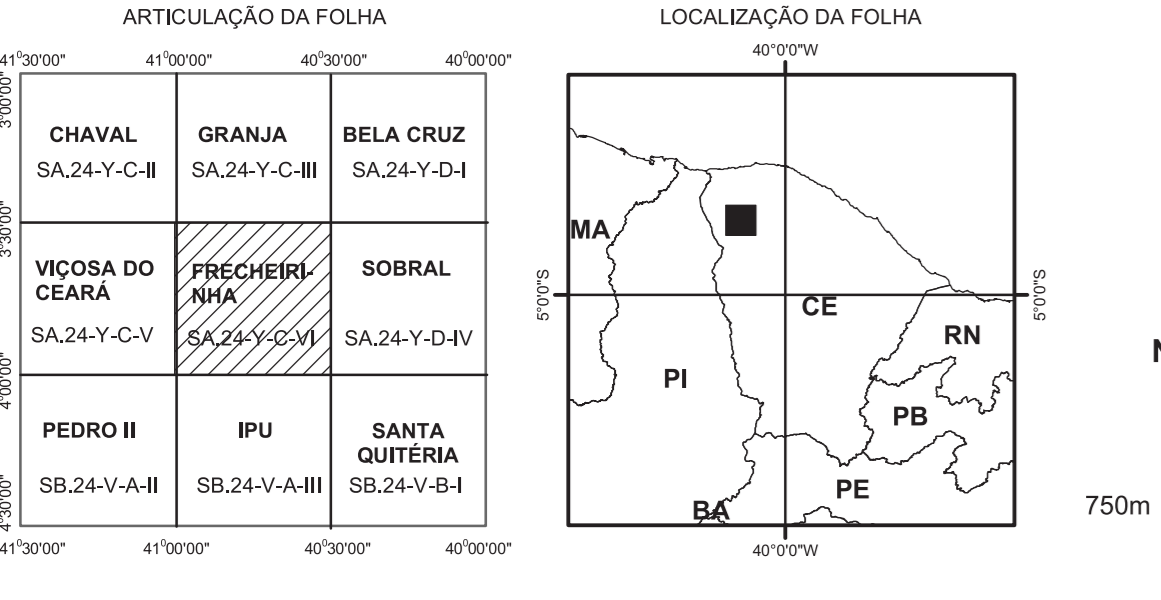 ARTICULAÇÃO DA FOLHA
41°30'00" 41°00'00" 40°30'00" 40°00'00"
3°00'00"
CHAVAL
SA.24-Y-C-II
GRANJA
SA.24-Y-C-III
BELA CRUZ
SA.24-Y-D-I
3°30'00"
VIÇOSA DO
CEARÁ
SA.24-Y-C-V
FRECHEIRI-
NHA
SA.24-Y-C-VI
SOBRAL
SA.24-Y-D-IV
4°00'00"
PEDRO II
SB.24-V-A-II
IPU
SB.24-V-A-III
SANTA
QUITÉRIA
SB.24-V-B-I
4°30'00"
41°30'00" 41°00'00" 40°30'00" 40°00'00"
LOCALIZAÇÃO DA FOLHA
40°0'0"W
MA
5°0'0"S
5°0'0"S
CE
RN
PI
PB
PE
BA
40°0'0"W
750m